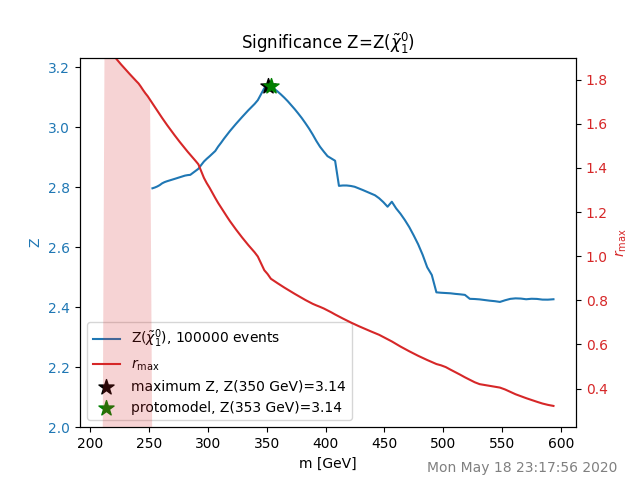 Significance Z=Z(χ̃₁⁰)
3.2
3.0
2.8
2.6
2.4
2.2
2.0
Z
1.8
1.6
1.4
1.2
1.0
0.8
0.6
0.4
r_max
Z(χ̃₁⁰), 100000 events
r_max
maximum Z, Z(350 GeV)=3.14
protomodel, Z(353 GeV)=3.14
200 250 300 350 400 450 500 550 600
m [GeV]
Mon May 18 23:17:56 2020